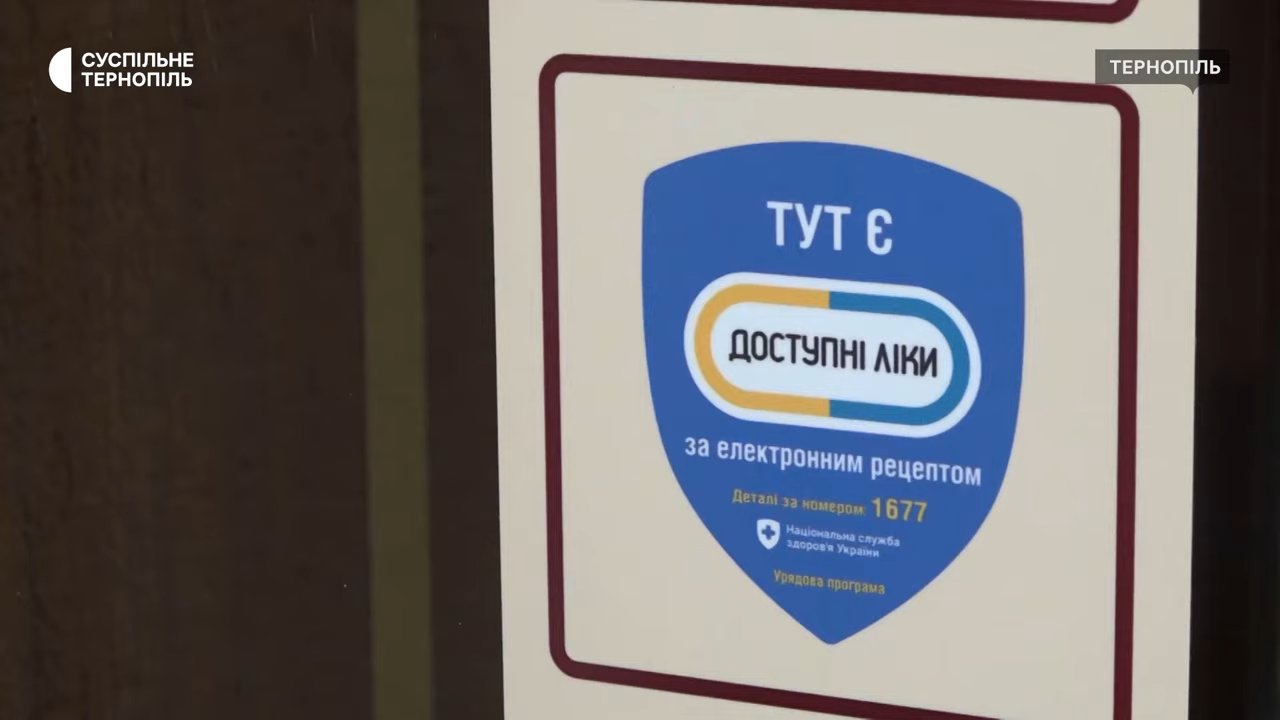 СУСПІЛЬНЕ
ТЕРНОПІЛЬ
ТЕРНОПІЛЬ
ТУТ Є
ДОСТУПНІ ЛІКИ
за електронним рецептом
Деталі за номером: 1677
Національна служба
здоров'я України
Урядова програма